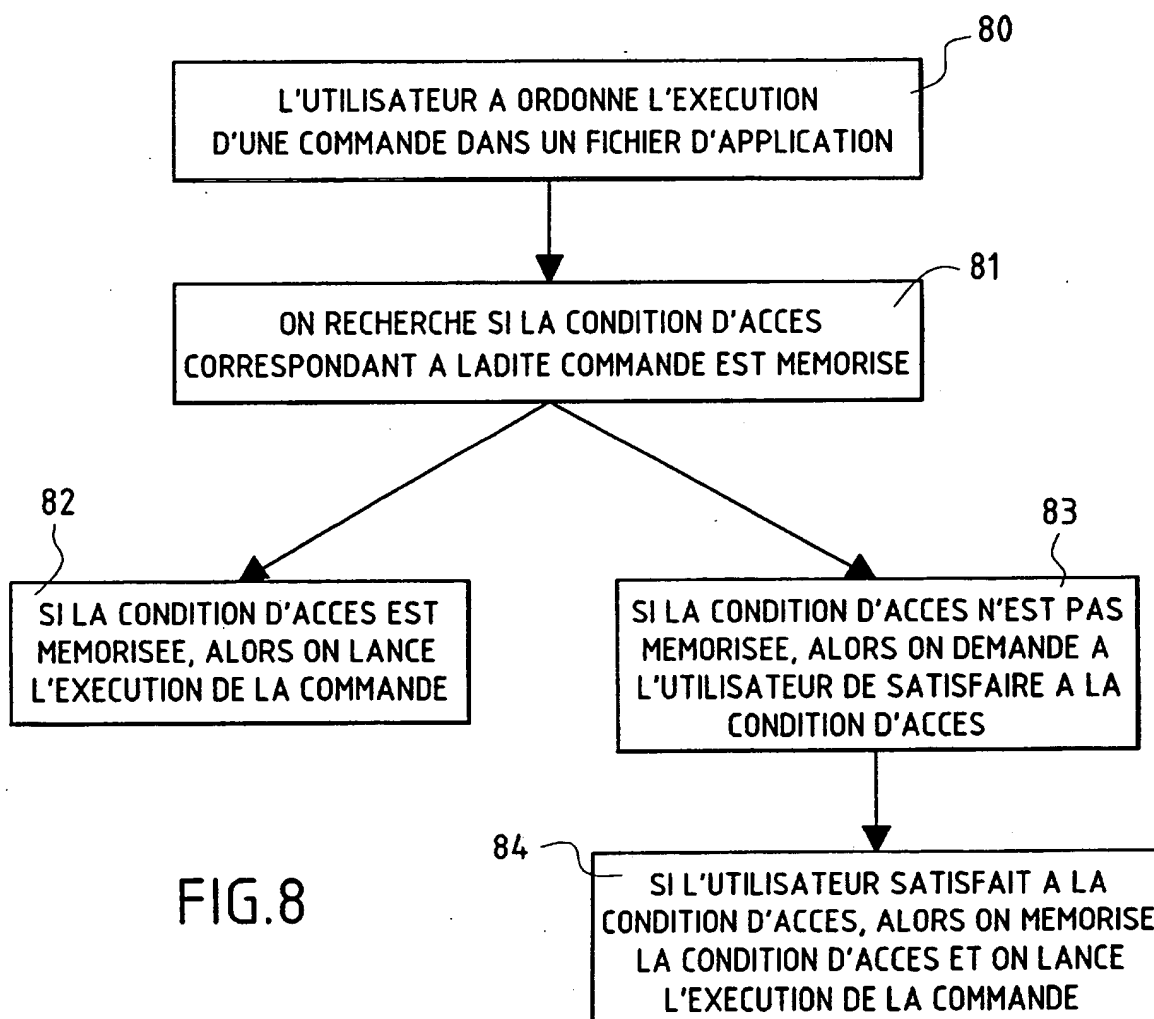 80
L'UTILISATEUR A ORDONNE L'EXECUTION
D'UNE COMMANDE DANS UN FICHIER D'APPLICATION
81
ON RECHERCHE SI LA CONDITION D'ACCES
CORRESPONDANT A LADITE COMMANDE EST MEMORISE
82
SI LA CONDITION D'ACCES EST
MEMORISEE, ALORS ON LANCE
L'EXECUTION DE LA COMMANDE
83
SI LA CONDITION D'ACCES N'EST PAS
MEMORISEE, ALORS ON DEMANDE A
L'UTILISATEUR DE SATISFAIRE A LA
CONDITION D'ACCES
84
SI L'UTILISATEUR SATISFAIT A LA
CONDITION D'ACCES, ALORS ON MEMORISE
LA CONDITION D'ACCES ET ON LANCE
L'EXECUTION DE LA COMMANDE
FIG.8